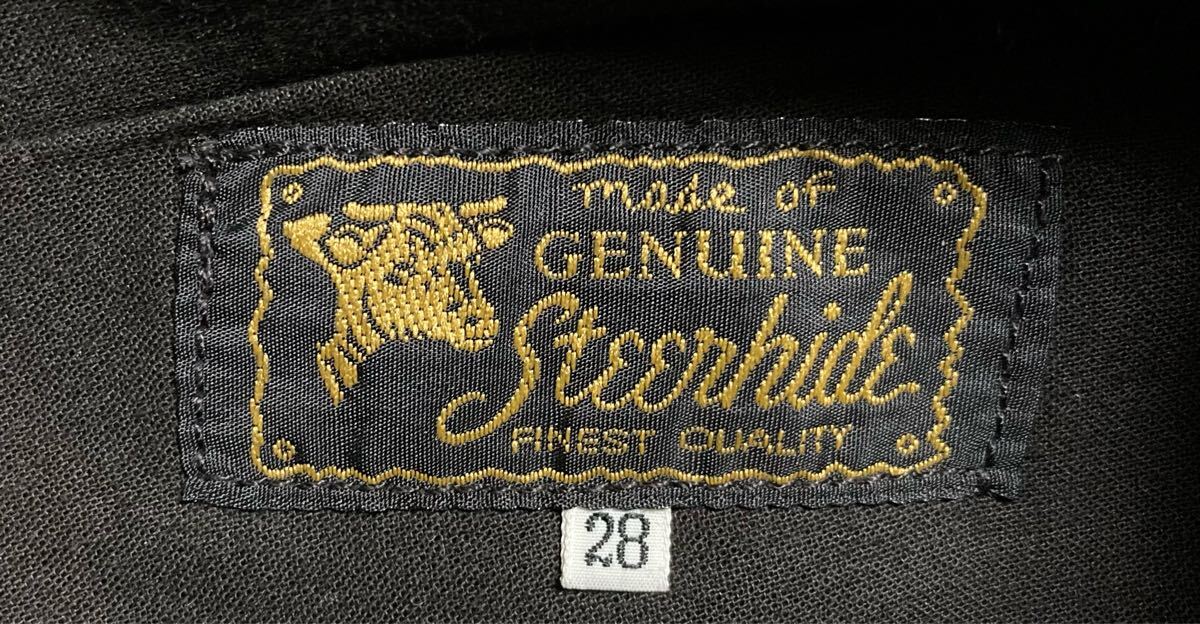 made of
GENUINE
Steerhide
FINEST QUALITY
28